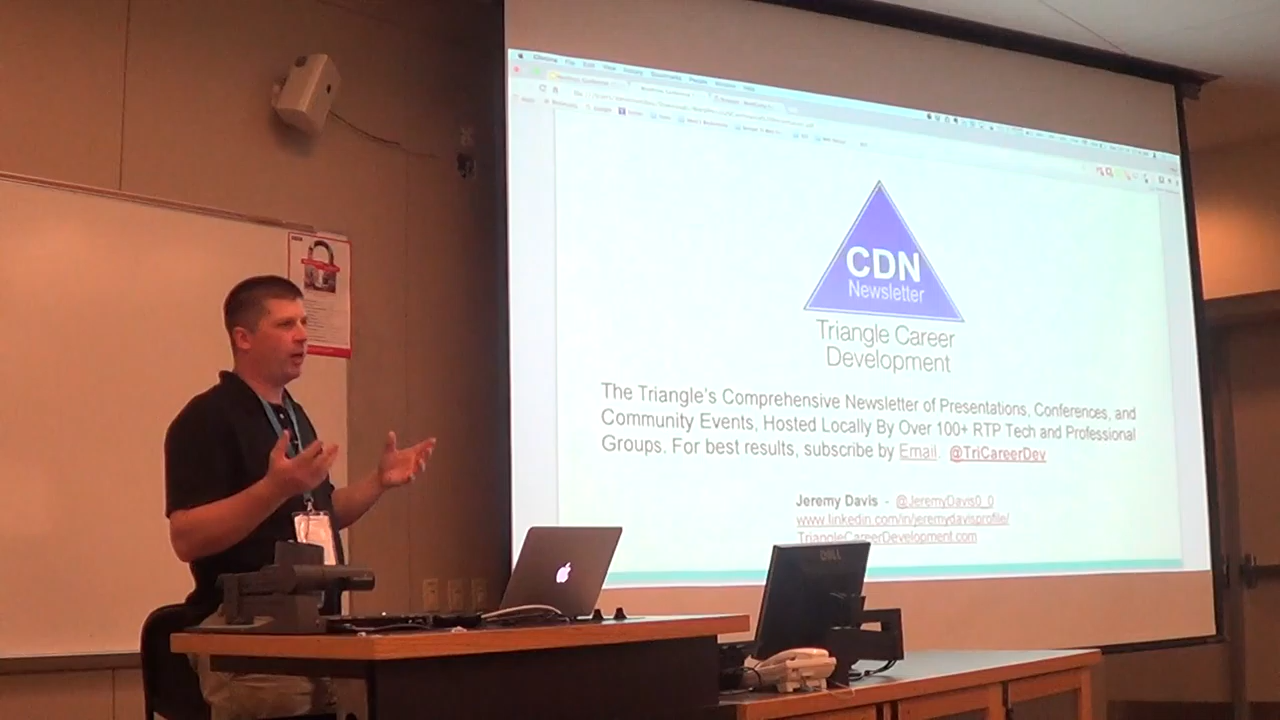 CDN
Newsletter
Triangle Career
Development
The Triangle's Comprehensive Newsletter of Presentations, Conferences, and
Community Events, Hosted Locally By Over 100+ RTP Tech and Professional
Groups. For best results, subscribe by Email. @TriCareerDev
Jeremy Davis - @JeremyDavis0_0
www.linkedin.com/in/jeremydavisprofile/
TriangleCareerDevelopment.com
DELL